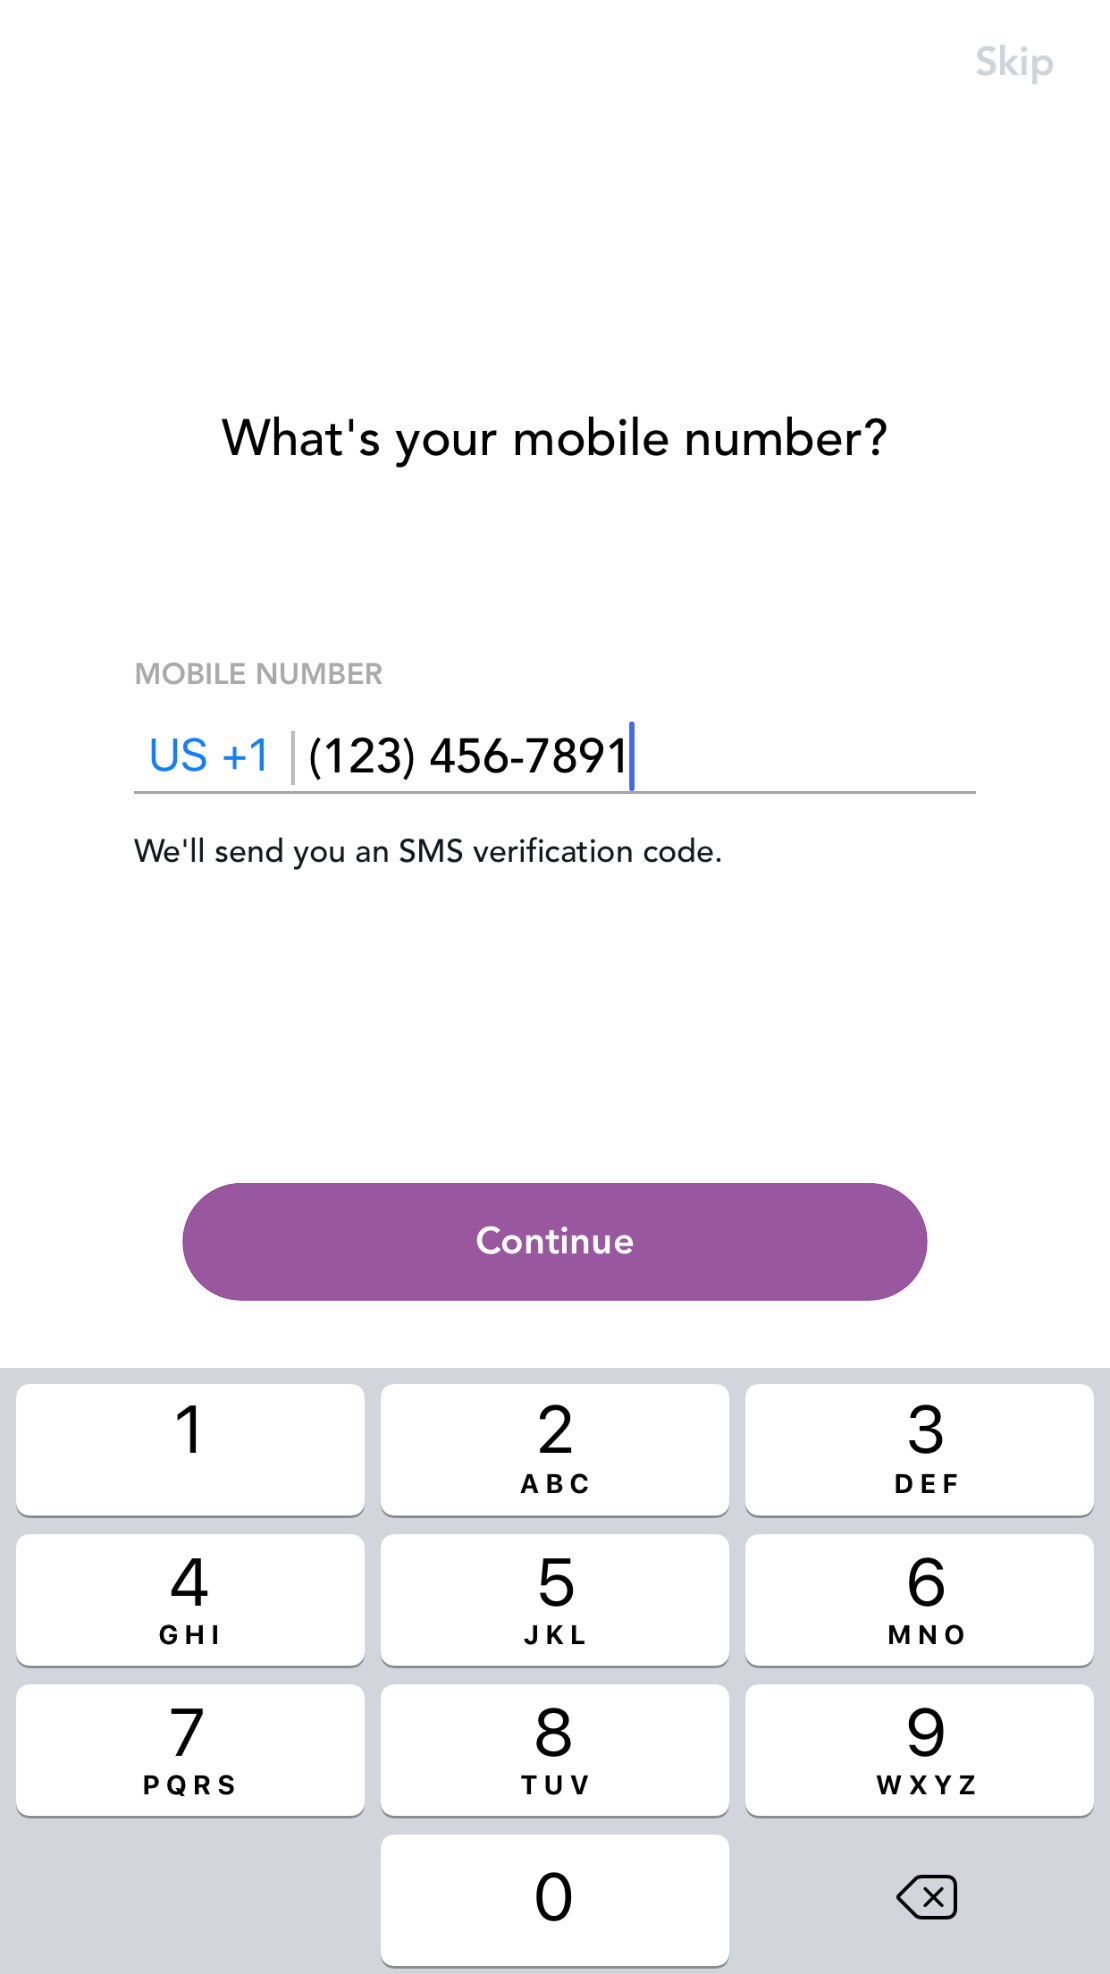 Skip
What's your mobile number?
MOBILE NUMBER
US +1 (123) 456-7891
We'll send you an SMS verification code.
Continue
1 2 3
ABC DEF
4 5 6
GHI JKL MNO
7 8 9
PQRS TUV WXYZ
0